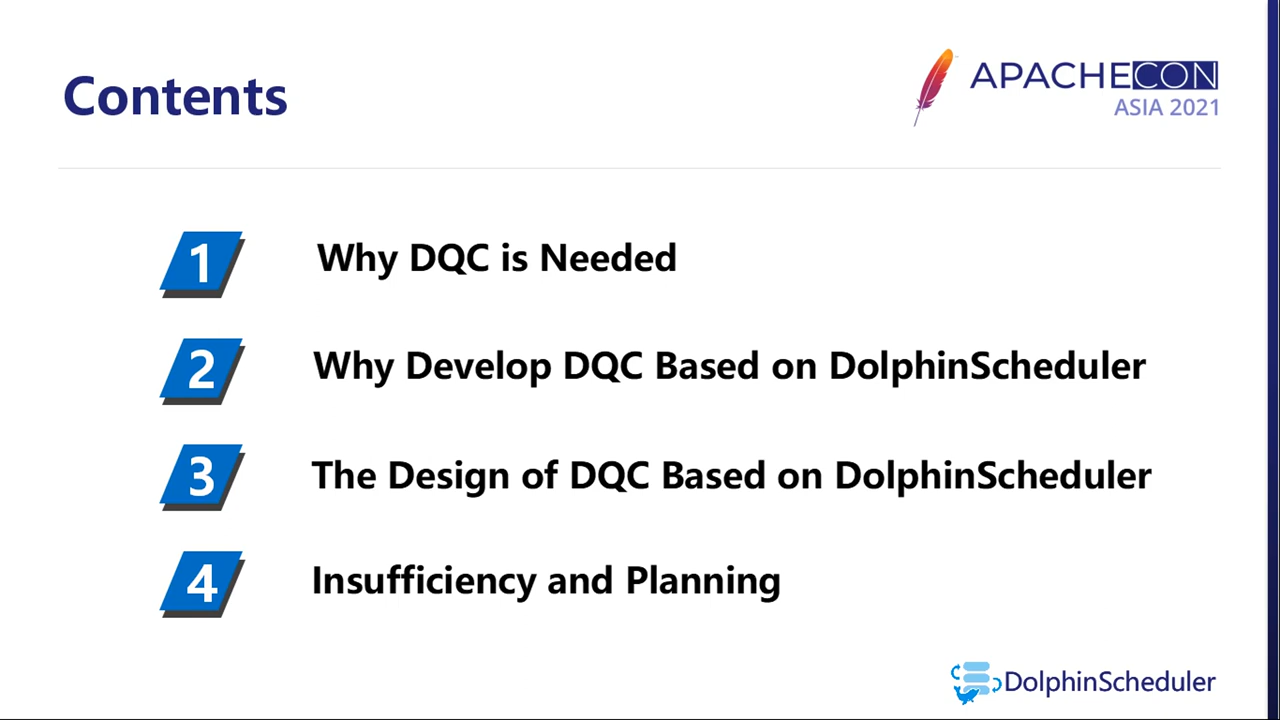 Contents
APACHECON
ASIA 2021
1 Why DQC is Needed
2 Why Develop DQC Based on DolphinScheduler
3 The Design of DQC Based on DolphinScheduler
4 Insufficiency and Planning
DolphinScheduler